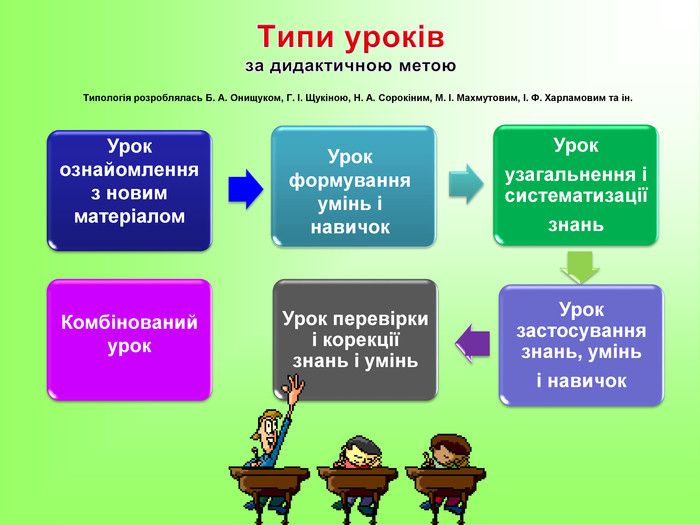 Типи уроків
за дидактичною метою
Типологія розроблялась Б. А. Онищуком, Г. І. Щукіною, Н. А. Сорокіним, М. І. Махмутовим, І. Ф. Харламовим та ін.
Урок
ознайомлення
з новим
матеріалом
Урок
формування
умінь і
навичок
Урок
узагальнення і
систематизації
знань
Урок
застосування
знань, умінь
і навичок
Урок перевірки
і корекції
знань і умінь
Комбінований
урок